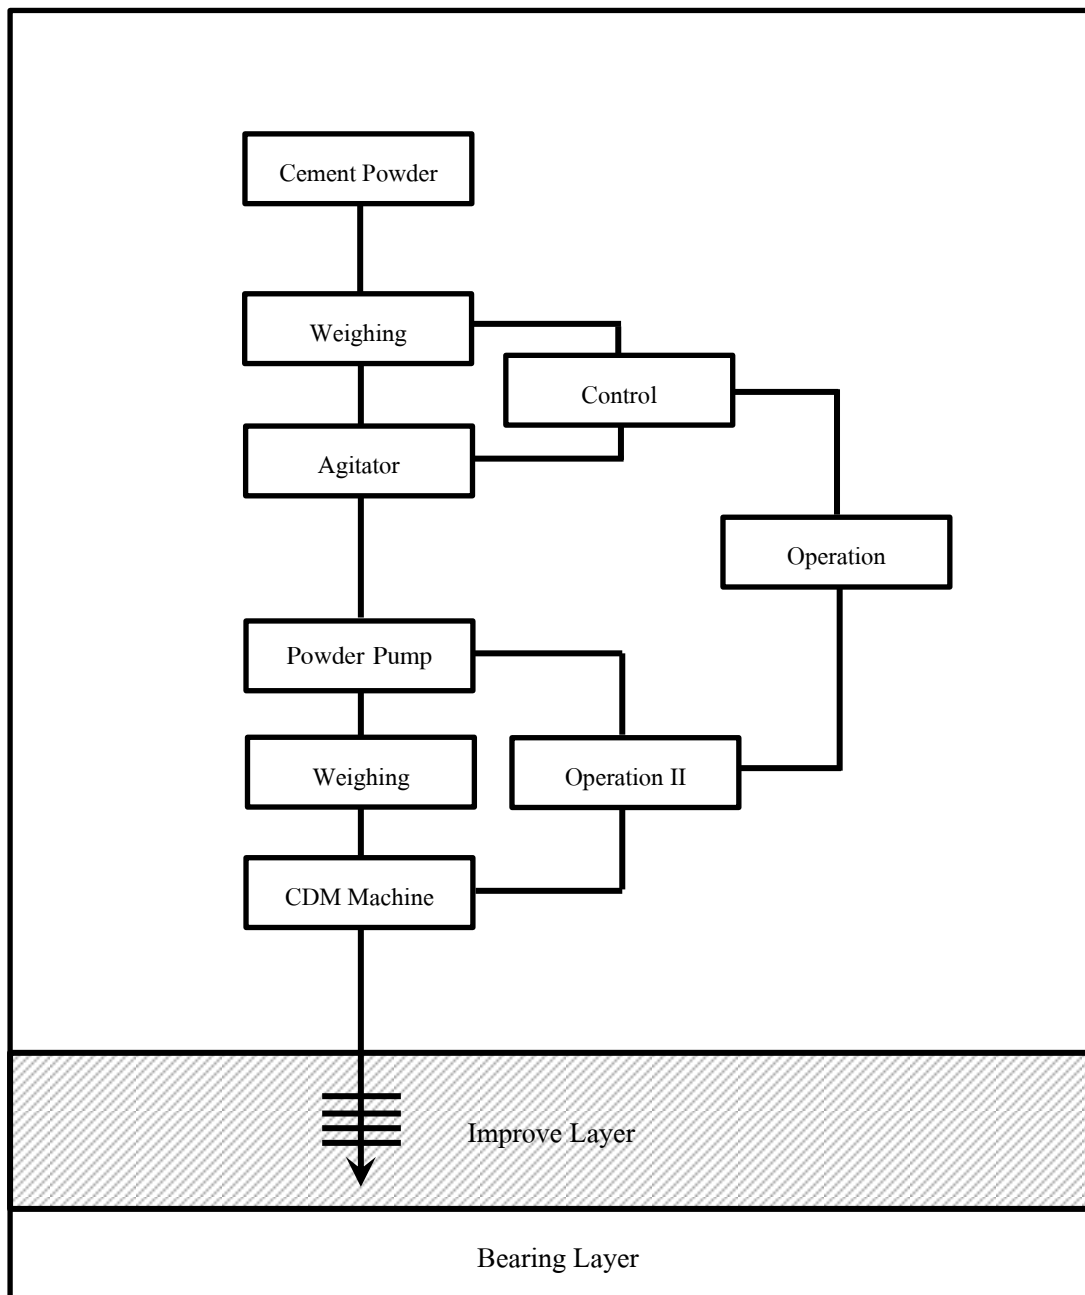 Cement Powder
Weighing
Control
Agitator
Operation
Powder Pump
Weighing
Operation II
CDM Machine
Improve Layer
Bearing Layer